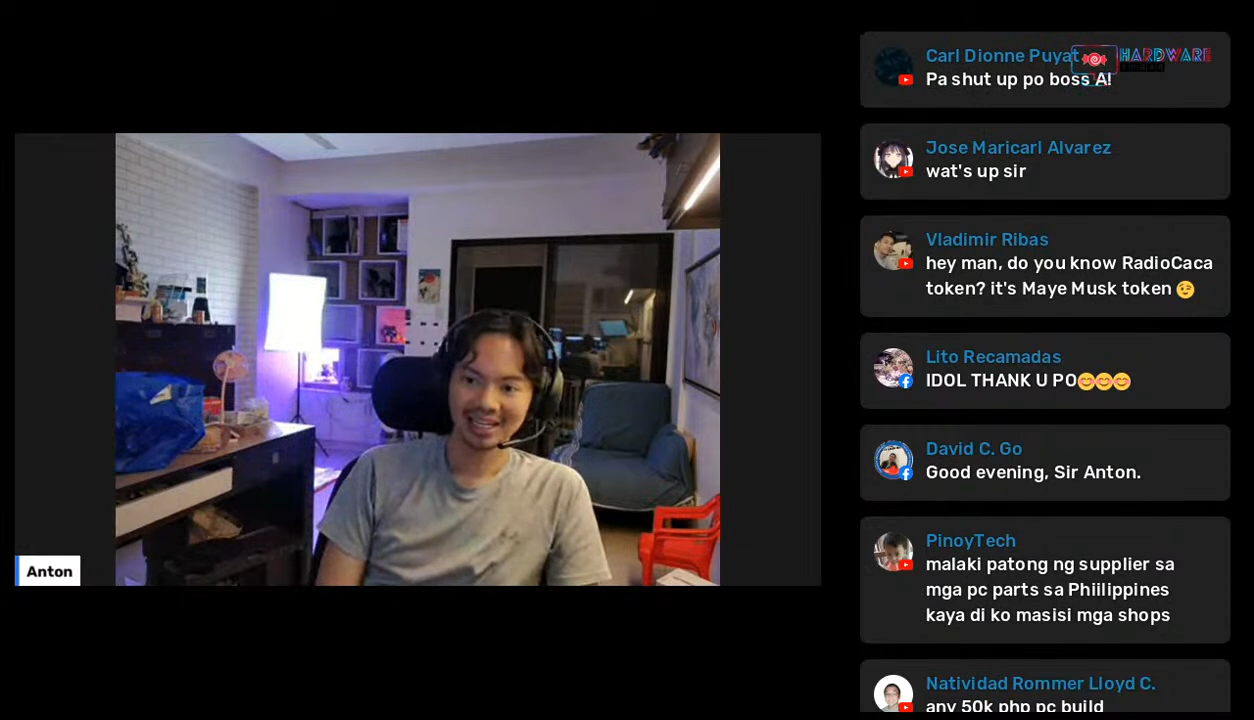 Carl Dionne Puyat
HARDWARE
Pa shut up po boss A!
Jose Maricarl Alvarez
wat's up sir
Vladimir Ribas
hey man, do you know RadioCaca
token? it's Maye Musk token 😉
Lito Recamadas
IDOL THANK U PO😊😊😊
David C. Go
Good evening, Sir Anton.
PinoyTech
malaki patong ng supplier sa
mga pc parts sa Phiilippines
kaya di ko masisi mga shops
Natividad Rommer Lloyd C.
any 50k php pc build
Anton